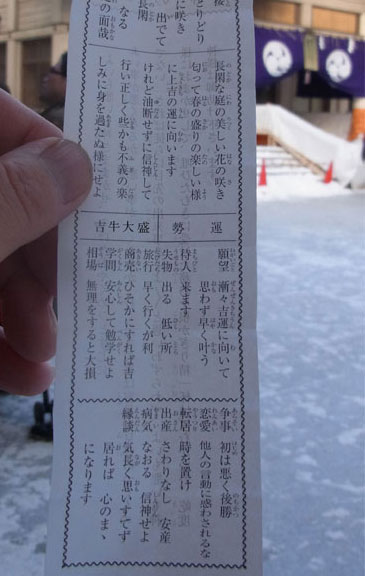 とりどり
に咲き
出でて
長閑
なる
の面哉
長閑な庭の美しい花の咲き
匂って春の盛りの楽しい様
に上吉の運に向います
けれど油断せずに信神して
行い正しく些かも不義の楽
しみに身を過たぬ様にせよ
運勢 盛大牛吉
願望 漸々吉運に向いて
思わず早く叶う
待人 来ます
失物 出る 低い所
旅行 早く行くが利
商売 ひそかにすれば吉
学問 安心して勉学せよ
相場 無理をすると大損
争事 初は悪く後勝
恋愛 他人の言動に惑わされるな
転居 時を置け
出産 さわりなし 安産
病気 なおる 信神せよ
縁談 気長く思いすてず
居れば 心のまゝ
になります